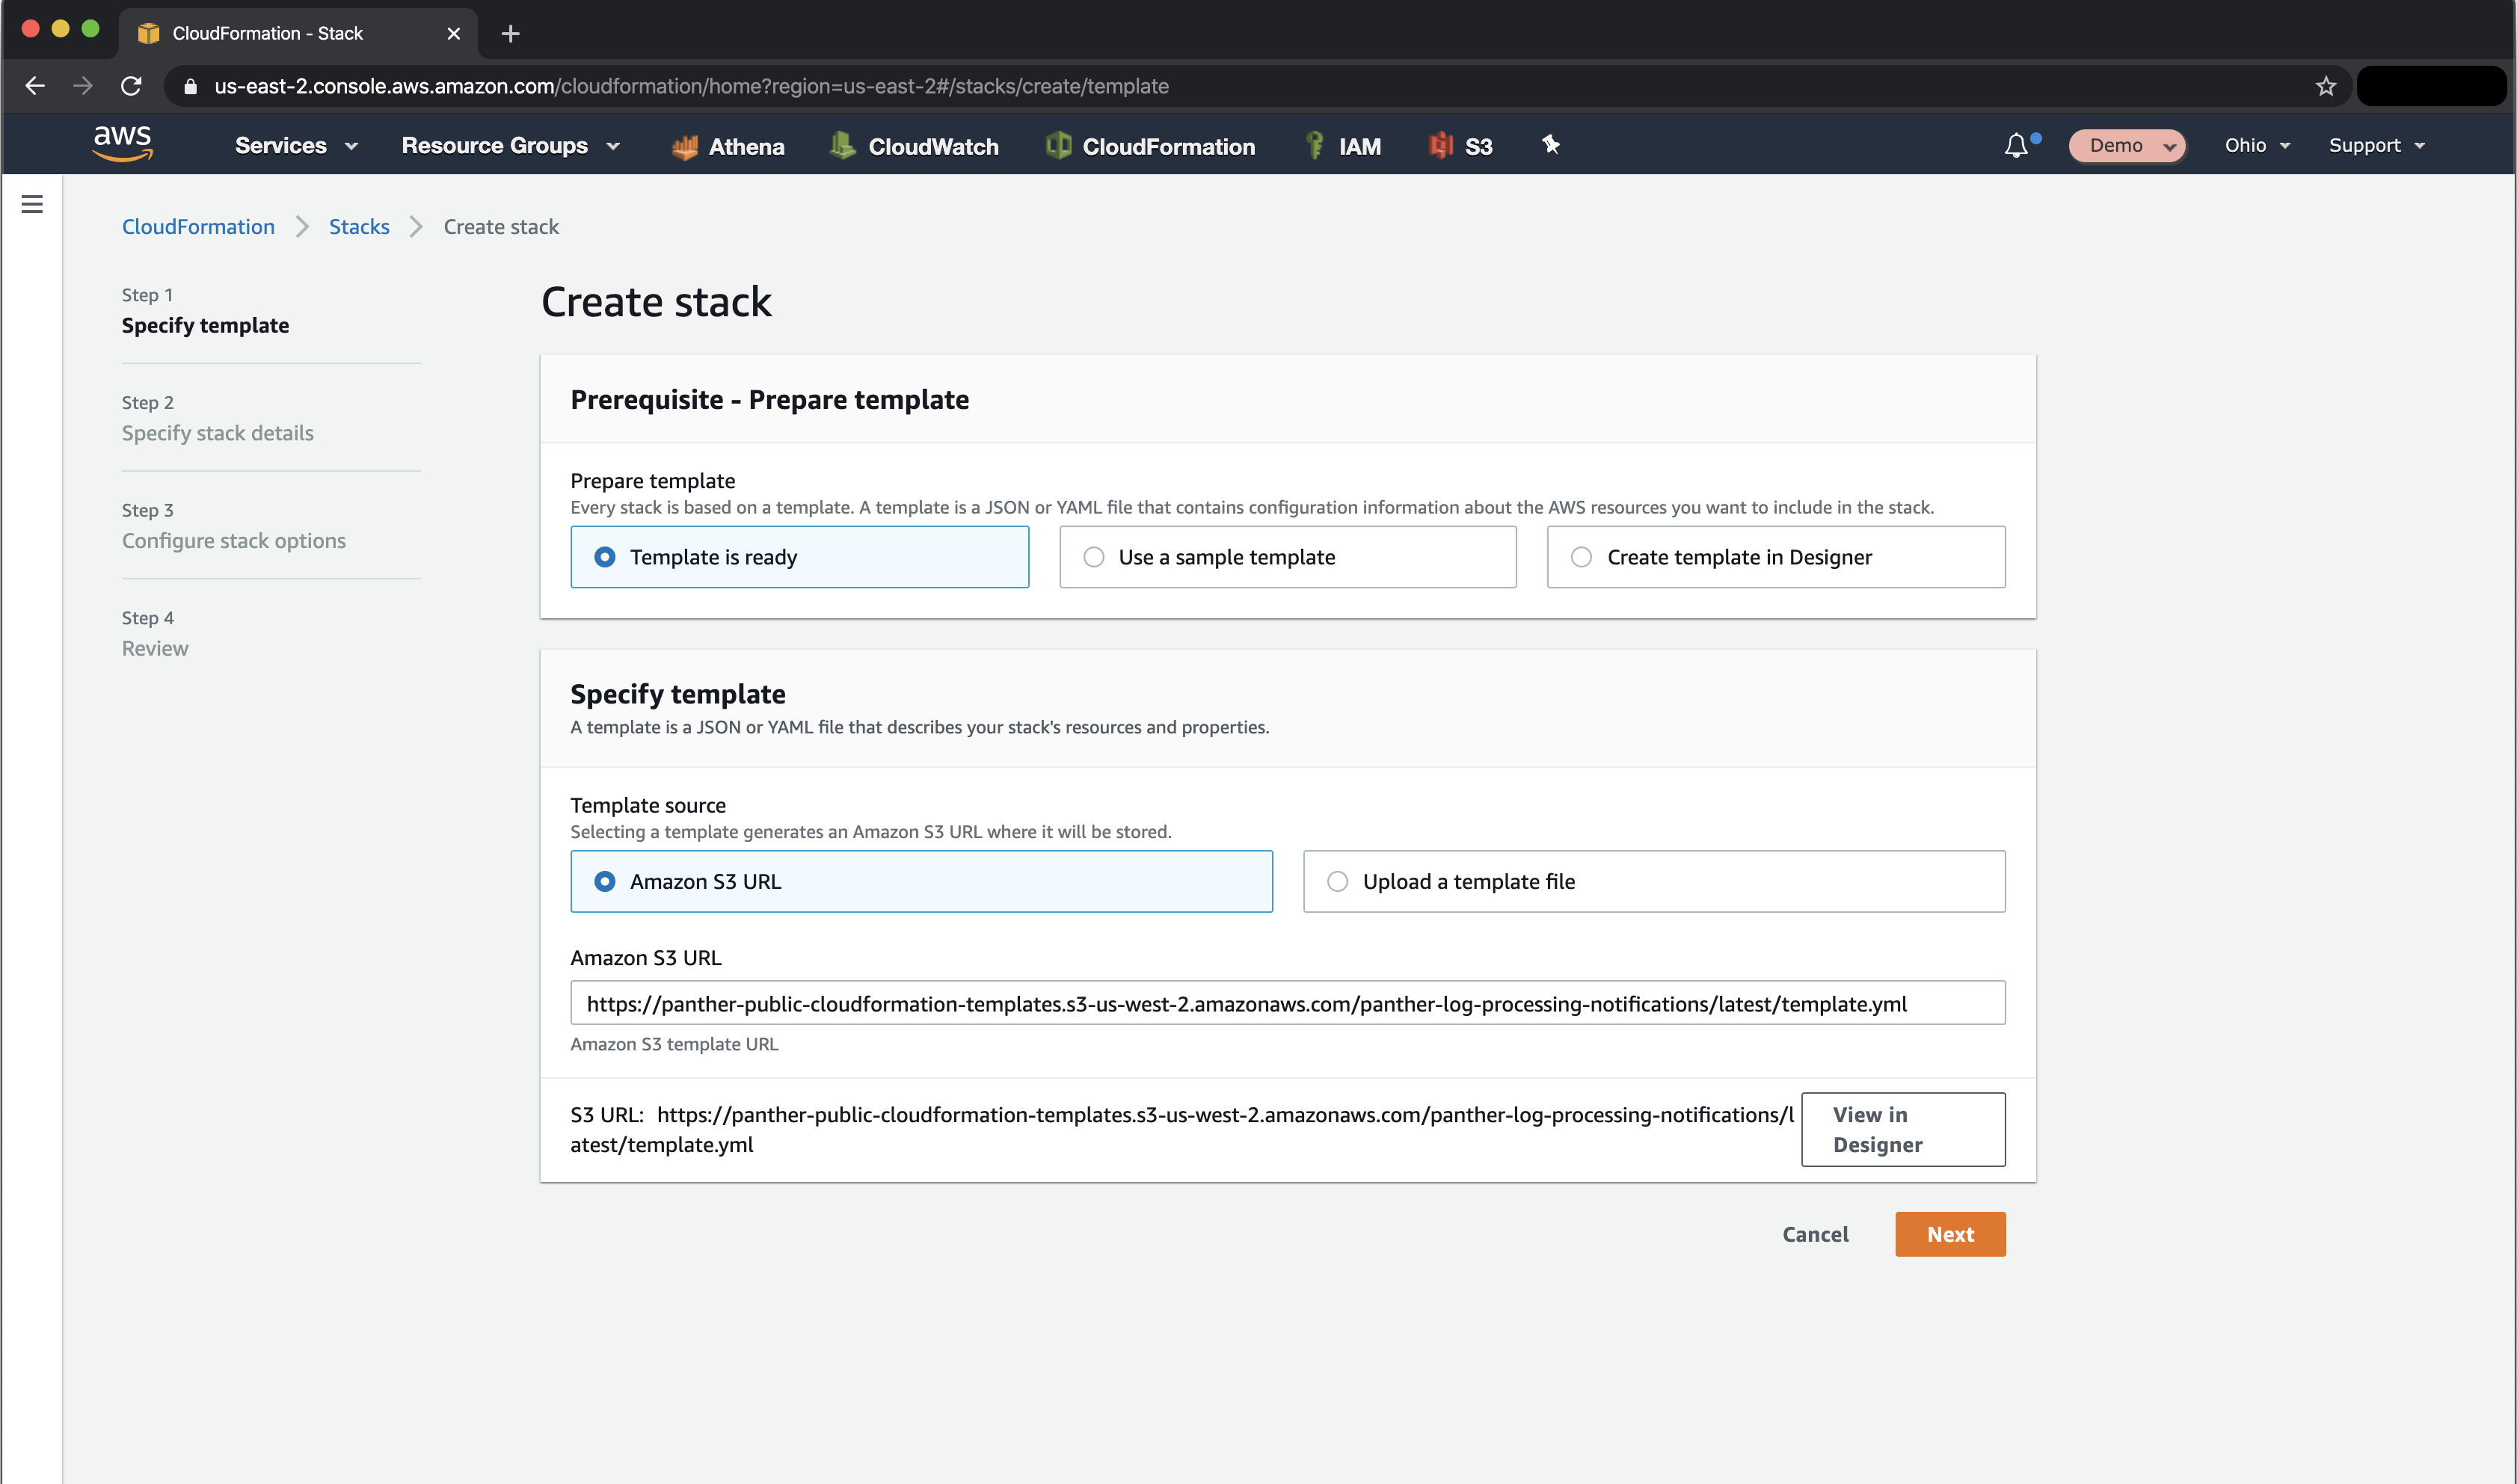 CloudFormation - Stack
us-east-2.console.aws.amazon.com/cloudformation/home?region=us-east-2#/stacks/create/template
aws Services Resource Groups Athena CloudWatch CloudFormation IAM S3 Demo Ohio Support
CloudFormation Stacks Create stack
Step 1
Specify template
Step 2
Specify stack details
Step 3
Configure stack options
Step 4
Review
Create stack
Prerequisite - Prepare template
Prepare template
Every stack is based on a template. A template is a JSON or YAML file that contains configuration information about the AWS resources you want to include in the stack.
Template is ready
Use a sample template
Create template in Designer
Specify template
A template is a JSON or YAML file that describes your stack's resources and properties.
Template source
Selecting a template generates an Amazon S3 URL where it will be stored.
Amazon S3 URL
Upload a template file
Amazon S3 URL
https://panther-public-cloudformation-templates.s3-us-west-2.amazonaws.com/panther-log-processing-notifications/latest/template.yml
Amazon S3 template URL
S3 URL: https://panther-public-cloudformation-templates.s3-us-west-2.amazonaws.com/panther-log-processing-notifications/l
atest/template.yml
View in
Designer
Cancel
Next